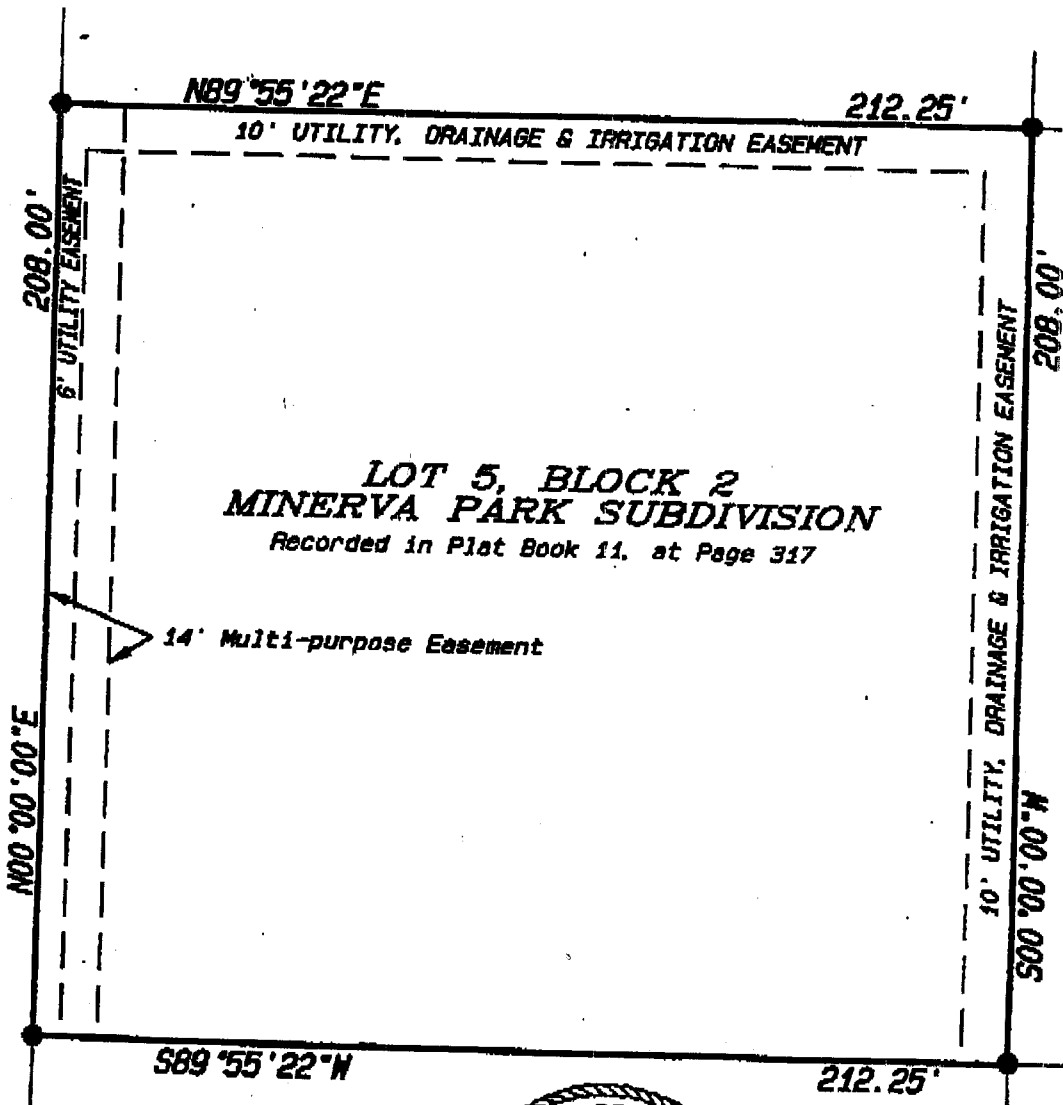 N89°55'22"E
212.25'
10' UTILITY, DRAINAGE & IRRIGATION EASEMENT
208.00'
6' UTILITY EASEMENT
208.00'
LOT 5, BLOCK 2
MINERVA PARK SUBDIVISION
Recorded in Plat Book 11, at Page 317
14' Multi-purpose Easement
10' UTILITY, DRAINAGE & IRRIGATION EASEMENT
N00°00'00"E
S00°00'00"W
S89°55'22"W
212.25'